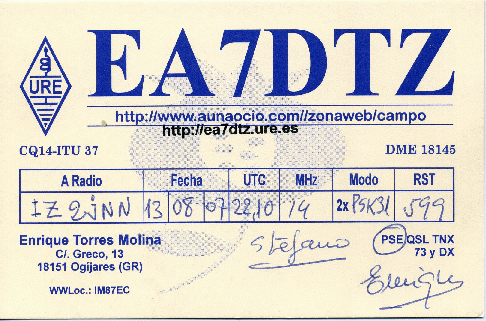 EA7DTZ
URE
http://www.aunaocio.com//zonaweb/campo
http://ea7dtz.ure.es
CQ14-ITU 37 DME 18145
A Radio Fecha UTC MHz Modo RST
IZ2JNN 13 08 07 22,10 14 2x PSK31 599
Enrique Torres Molina
C/. Greco, 13
18151 Ogijares (GR)
WWLoc.: IM87EC
Stefano
PSE QSL TNX
73 y DX
Enrique